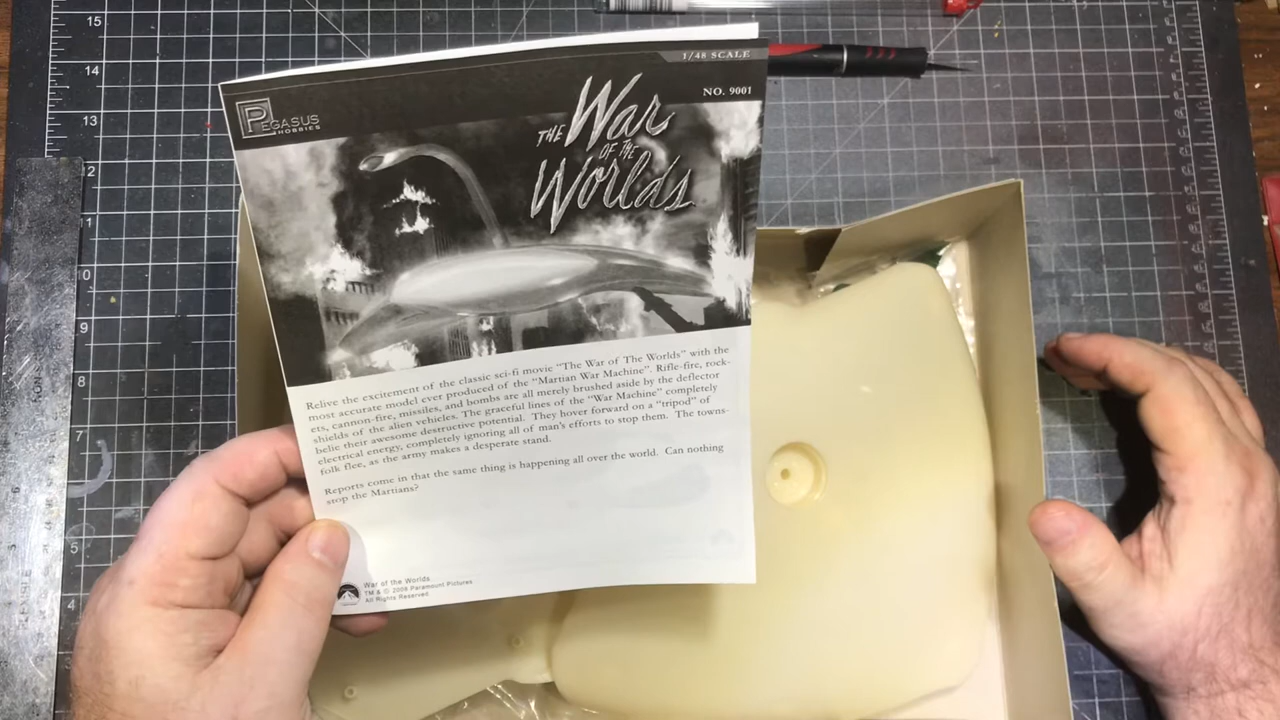 1/48 SCALE
PEGASUS
HOBBIES
NO. 9001
THE War
OF THE
Worlds
Relive the excitement of the classic sci-fi movie “The War of The Worlds” with the
most accurate model ever produced of the “Martian War Machine”. Rifle-fire, rock-
ets, cannon-fire, missiles, and bombs are all merely brushed aside by the deflector
shields of the alien vehicles. The graceful lines of the “War Machine” completely
belie their awesome destructive potential. They hover forward on a “tripod” of
electrical energy, completely ignoring all of man’s efforts to stop them. The towns-
folk flee, as the army makes a desperate stand.
Reports come in that the same thing is happening all over the world. Can nothing
stop the Martians?
War of the Worlds
TM & © 2006 Paramount Pictures
All Rights Reserved
15
14
13
12
11
10
9
8
7
5
4